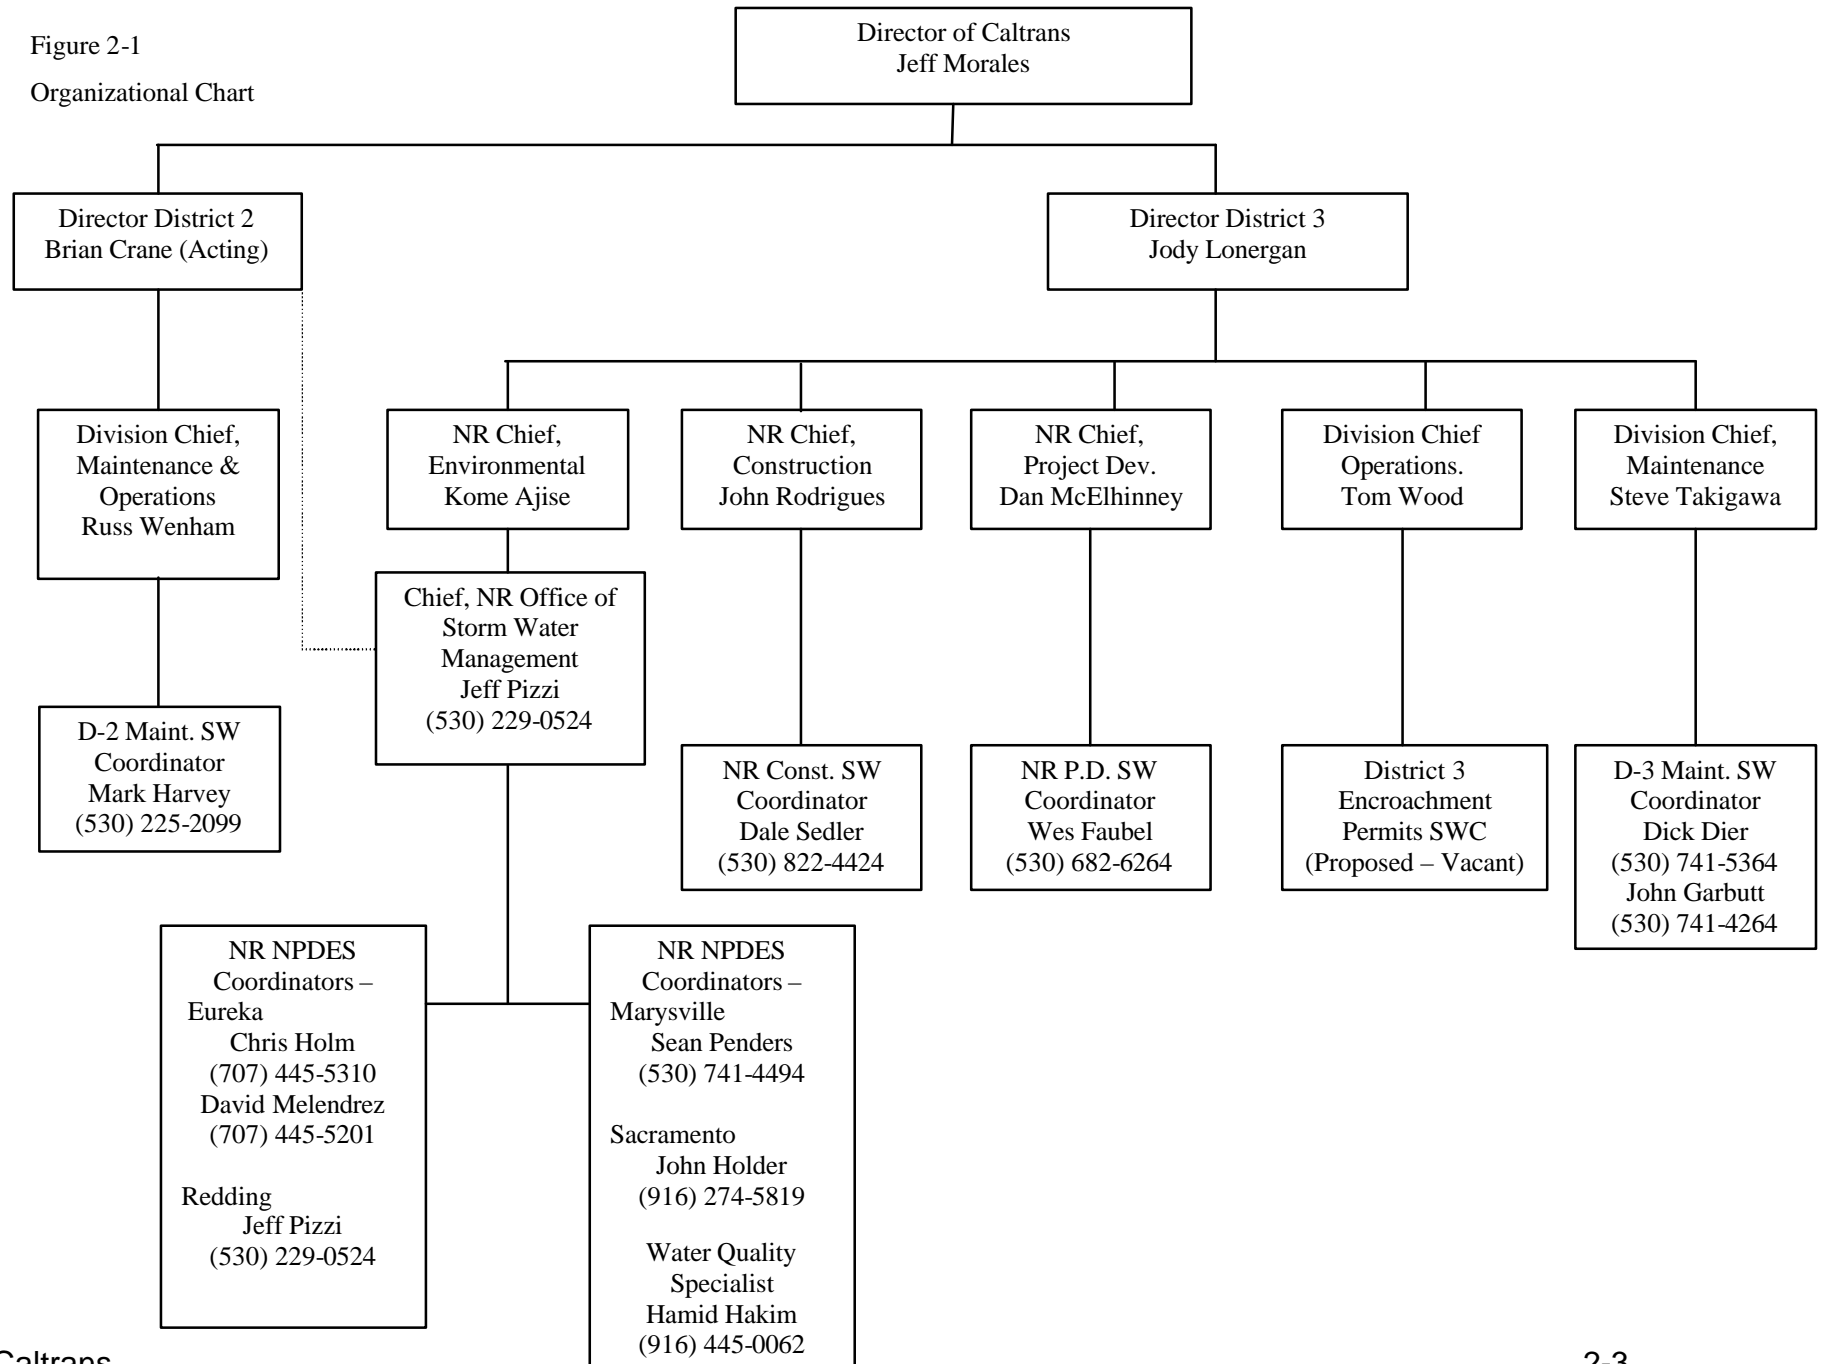 Figure 2-1
Organizational Chart
Director of Caltrans
Jeff Morales
Director District 2
Brian Crane (Acting)
Director District 3
Jody Lonergan
Division Chief,
Maintenance &
Operations
Russ Wenham
NR Chief,
Environmental
Kome Ajise
NR Chief,
Construction
John Rodrigues
NR Chief,
Project Dev.
Dan McElhinney
Division Chief
Operations.
Tom Wood
Division Chief,
Maintenance
Steve Takigawa
Chief, NR Office of
Storm Water
Management
Jeff Pizzi
(530) 229-0524
D-2 Maint. SW
Coordinator
Mark Harvey
(530) 225-2099
NR Const. SW
Coordinator
Dale Sedler
(530) 822-4424
NR P.D. SW
Coordinator
Wes Faubel
(530) 682-6264
District 3
Encroachment
Permits SWC
(Proposed – Vacant)
D-3 Maint. SW
Coordinator
Dick Dier
(530) 741-5364
John Garbutt
(530) 741-4264
NR NPDES
Coordinators –
Eureka
Chris Holm
(707) 445-5310
David Melendrez
(707) 445-5201
Redding
Jeff Pizzi
(530) 229-0524
NR NPDES
Coordinators –
Marysville
Sean Penders
(530) 741-4494
Sacramento
John Holder
(916) 274-5819
Water Quality
Specialist
Hamid Hakim
(916) 445-0062
Caltrans
2-3